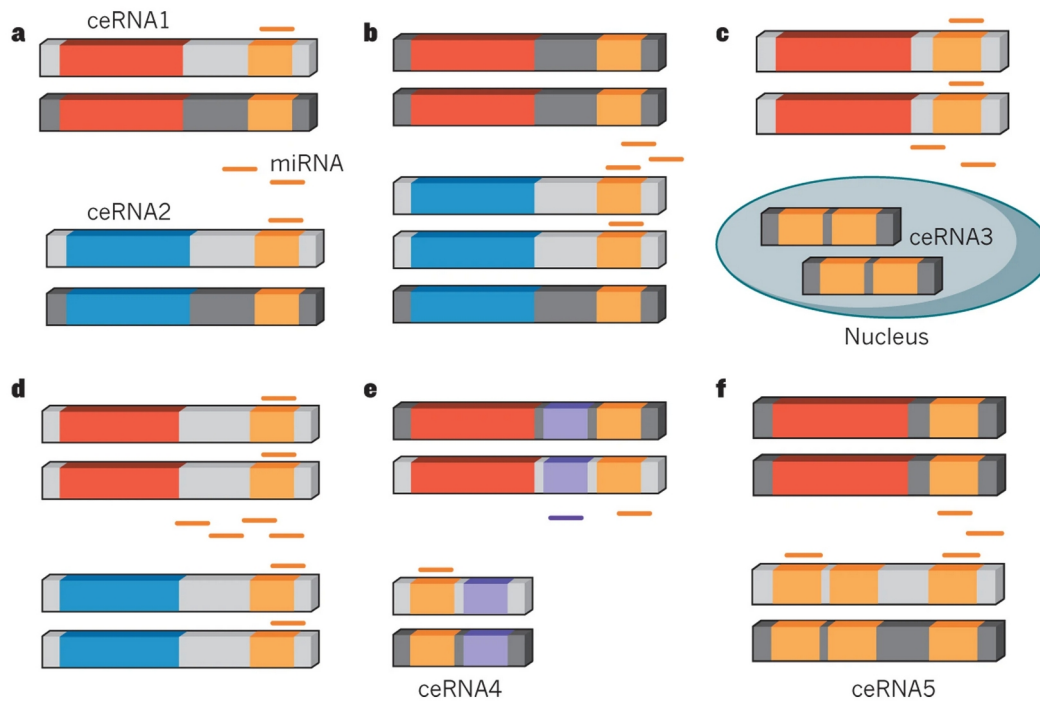 a
ceRNA1
miRNA
ceRNA2
b
c
ceRNA3
Nucleus
d
e
ceRNA4
f
ceRNA5